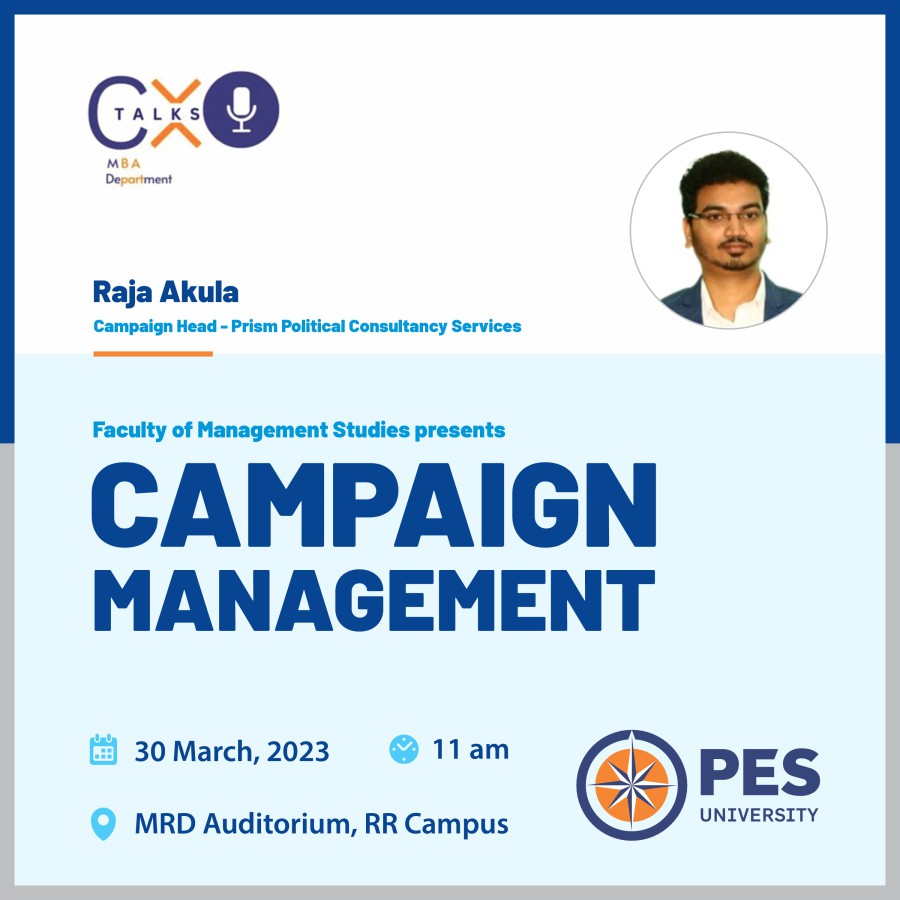 CXO
TALKS
MBA
Department
Raja Akula
Campaign Head - Prism Political Consultancy Services
Faculty of Management Studies presents
CAMPAIGN
MANAGEMENT
30 March, 2023
11 am
MRD Auditorium, RR Campus
PES
UNIVERSITY